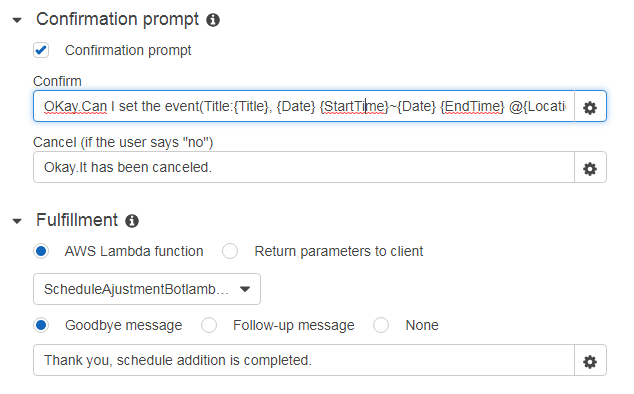 Confirmation prompt
Confirmation prompt
Confirm
OKay.Can I set the event(Title:{Title}, {Date} {StartTime}~{Date} {EndTime} @{Locatio
Cancel (if the user says "no")
Okay.It has been canceled.
Fulfillment
AWS Lambda function Return parameters to client
ScheduleAjustmentBotlamb...
Goodbye message Follow-up message None
Thank you, schedule addition is completed.